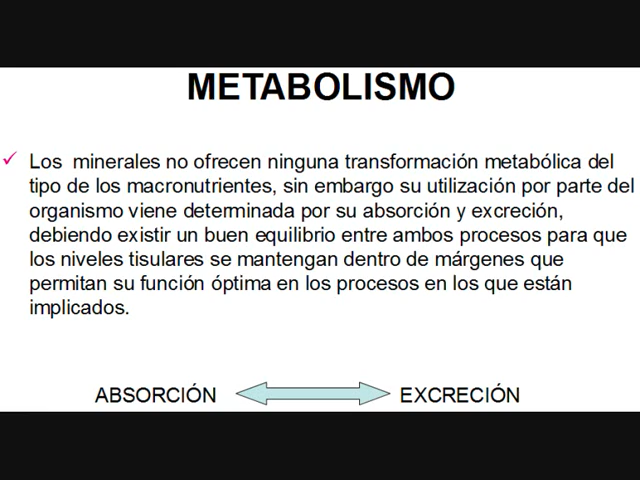 METABOLISMO
✓ Los minerales no ofrecen ninguna transformación metabólica del
tipo de los macronutrientes, sin embargo su utilización por parte del
organismo viene determinada por su absorción y excreción,
debiendo existir un buen equilibrio entre ambos procesos para que
los niveles tisulares se mantengan dentro de márgenes que
permitan su función óptima en los procesos en los que están
implicados.
ABSORCIÓN EXCRECIÓN